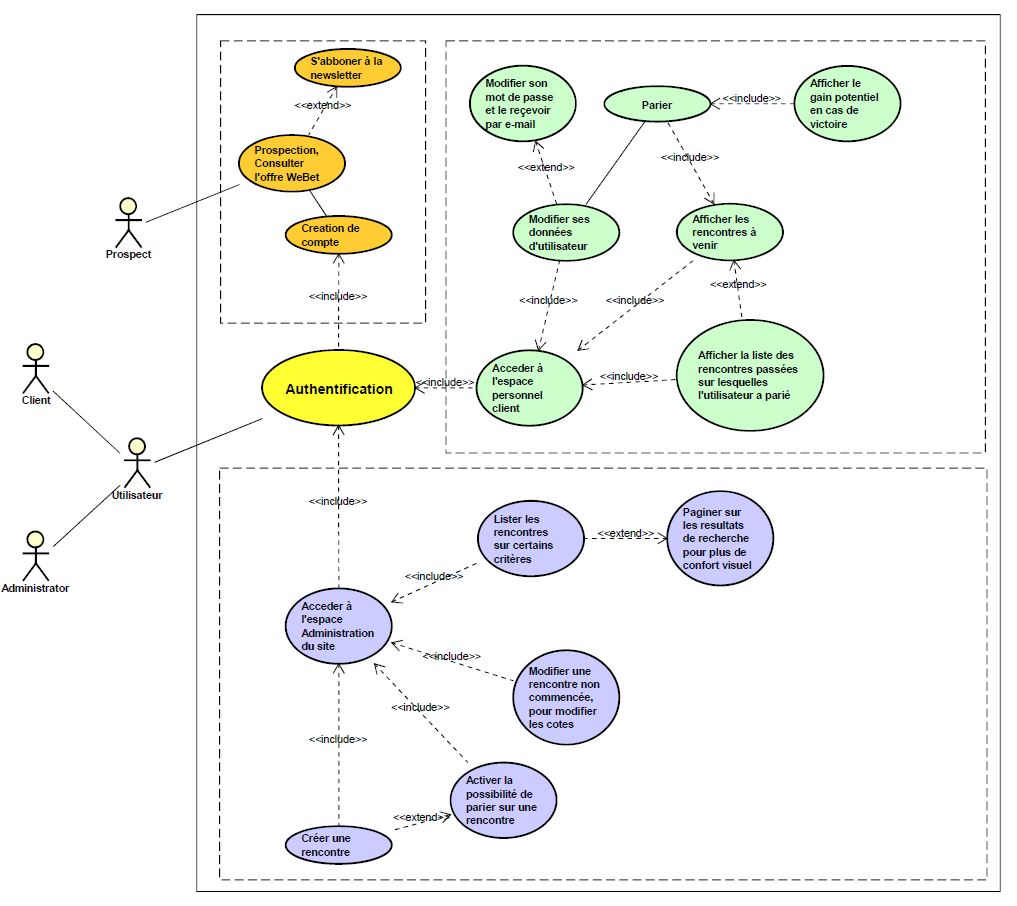 S'abboner à la
newsletter
<<extend>>
Prospection,
Consulter
l'offre WeBet
Creation de
compte
<<include>>
Prospect
Modifier son
mot de passe
et le reçevoir
par e-mail
Parier
<<include>>
Afficher le
gain potentiel
en cas de
victoire
<<extend>>
<<include>>
Modifier ses
données
d'utilisateur
Afficher les
rencontres à
venir
<<include>>
<<include>>
<<extend>>
Afficher la liste des
rencontres passées
sur lesquelles
l'utilisateur a parié
<<include>>
Acceder à
l'espace
personnel
client
<<include>>
Authentification
Client
Utilisateur
Administrator
<<include>>
Lister les
rencontres
sur certains
critères
<<extend>>
Paginer sur
les resultats
de recherche
pour plus de
confort visuel
<<include>>
Acceder à
l'espace
Administration
du site
<<include>>
Modifier une
rencontre non
commencée,
pour modifier
les cotes
<<include>>
<<include>>
Activer la
possibilité de
parier sur une
rencontre
<<extend>>
Créer une
rencontre